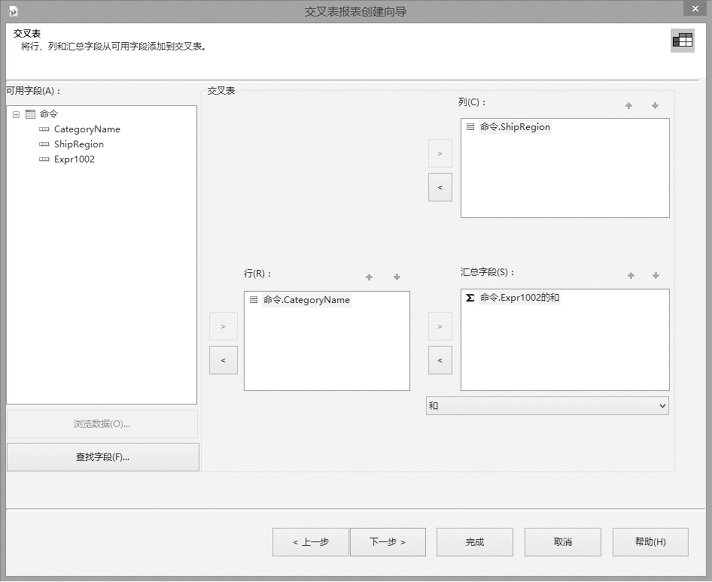 交叉表报表创建向导
交叉表
将行、列和汇总字段从可用字段添加到交叉表。
可用字段(A)：
命令
CategoryName
ShipRegion
Expr1002
浏览数据(O)...
查找字段(F)...
交叉表
列(C)：
命令.ShipRegion
>
<
行(R)：
命令.CategoryName
>
<
汇总字段(S)：
Σ 命令.Expr1002的和
>
<
和
< 上一步
下一步 >
完成
取消
帮助(H)